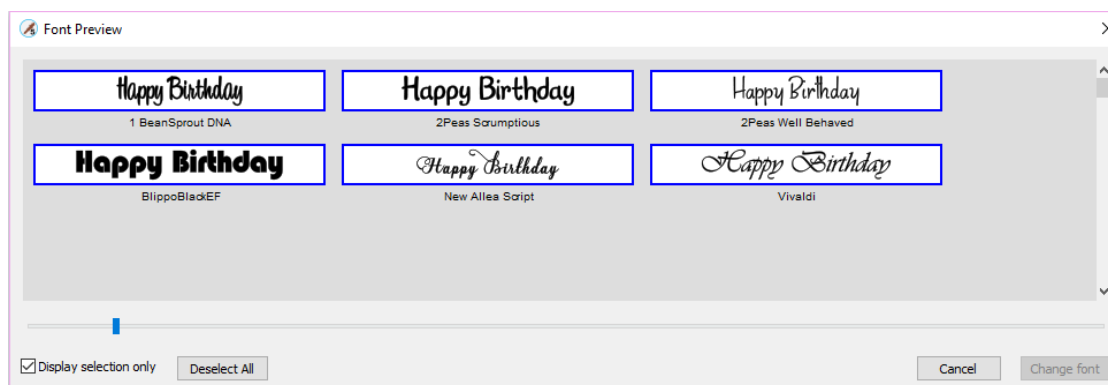 Font Preview
Happy Birthday Happy Birthday Happy Birthday
1 BeanSprout DNA 2Peas Scrumptious 2Peas Well Behaved
Happy Birthday Happy Birthday Happy Birthday
BlippoBlackEF New Allea Script Vivaldi
Display selection only Deselect All Cancel Change font